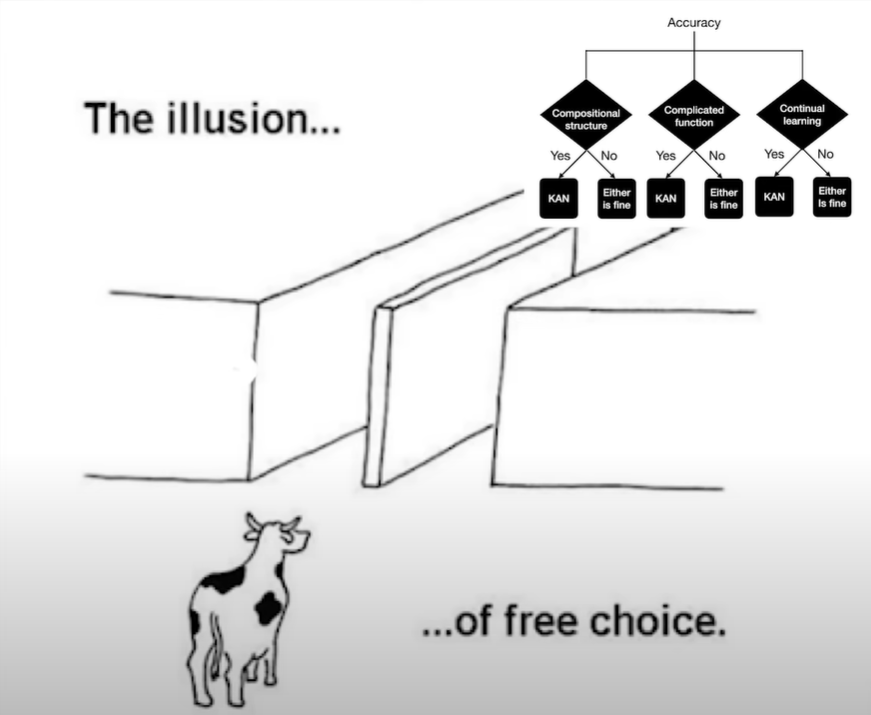 Accuracy
The illusion...
Compositional
structure
Complicated
function
Continual
learning
Yes No Yes No Yes No
KAN
Either
is fine
KAN
Either
is fine
KAN
Either
Is fine
...of free choice.